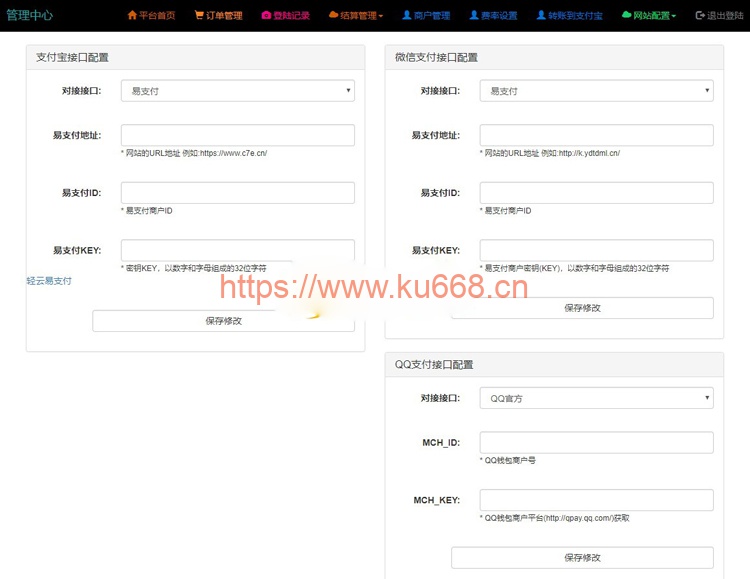 管理中心 平台首页 订单管理 登陆记录 结算管理 商户管理 费率设置 转账到支付宝 网站配置 退出登陆
支付宝接口配置
对接接口: 易支付
易支付地址:
* 网站的URL地址 例如:https://www.c7e.cn/
易支付ID:
* 易支付商户ID
易支付KEY:
* 密钥KEY，以数字和字母组成的32位字符
轻云易支付
保存修改
微信支付接口配置
对接接口: 易支付
易支付地址:
* 网站的URL地址 例如:http://k.ydtdml.cn/
易支付ID:
* 易支付商户ID
易支付KEY:
* 易支付商户密钥(KEY)，以数字和字母组成的32位字符
保存修改
https://www.ku668.cn
QQ支付接口配置
对接接口: QQ官方
MCH_ID:
* QQ钱包商户号
MCH_KEY:
* QQ钱包商户平台(http://qpay.qq.com/)获取
保存修改